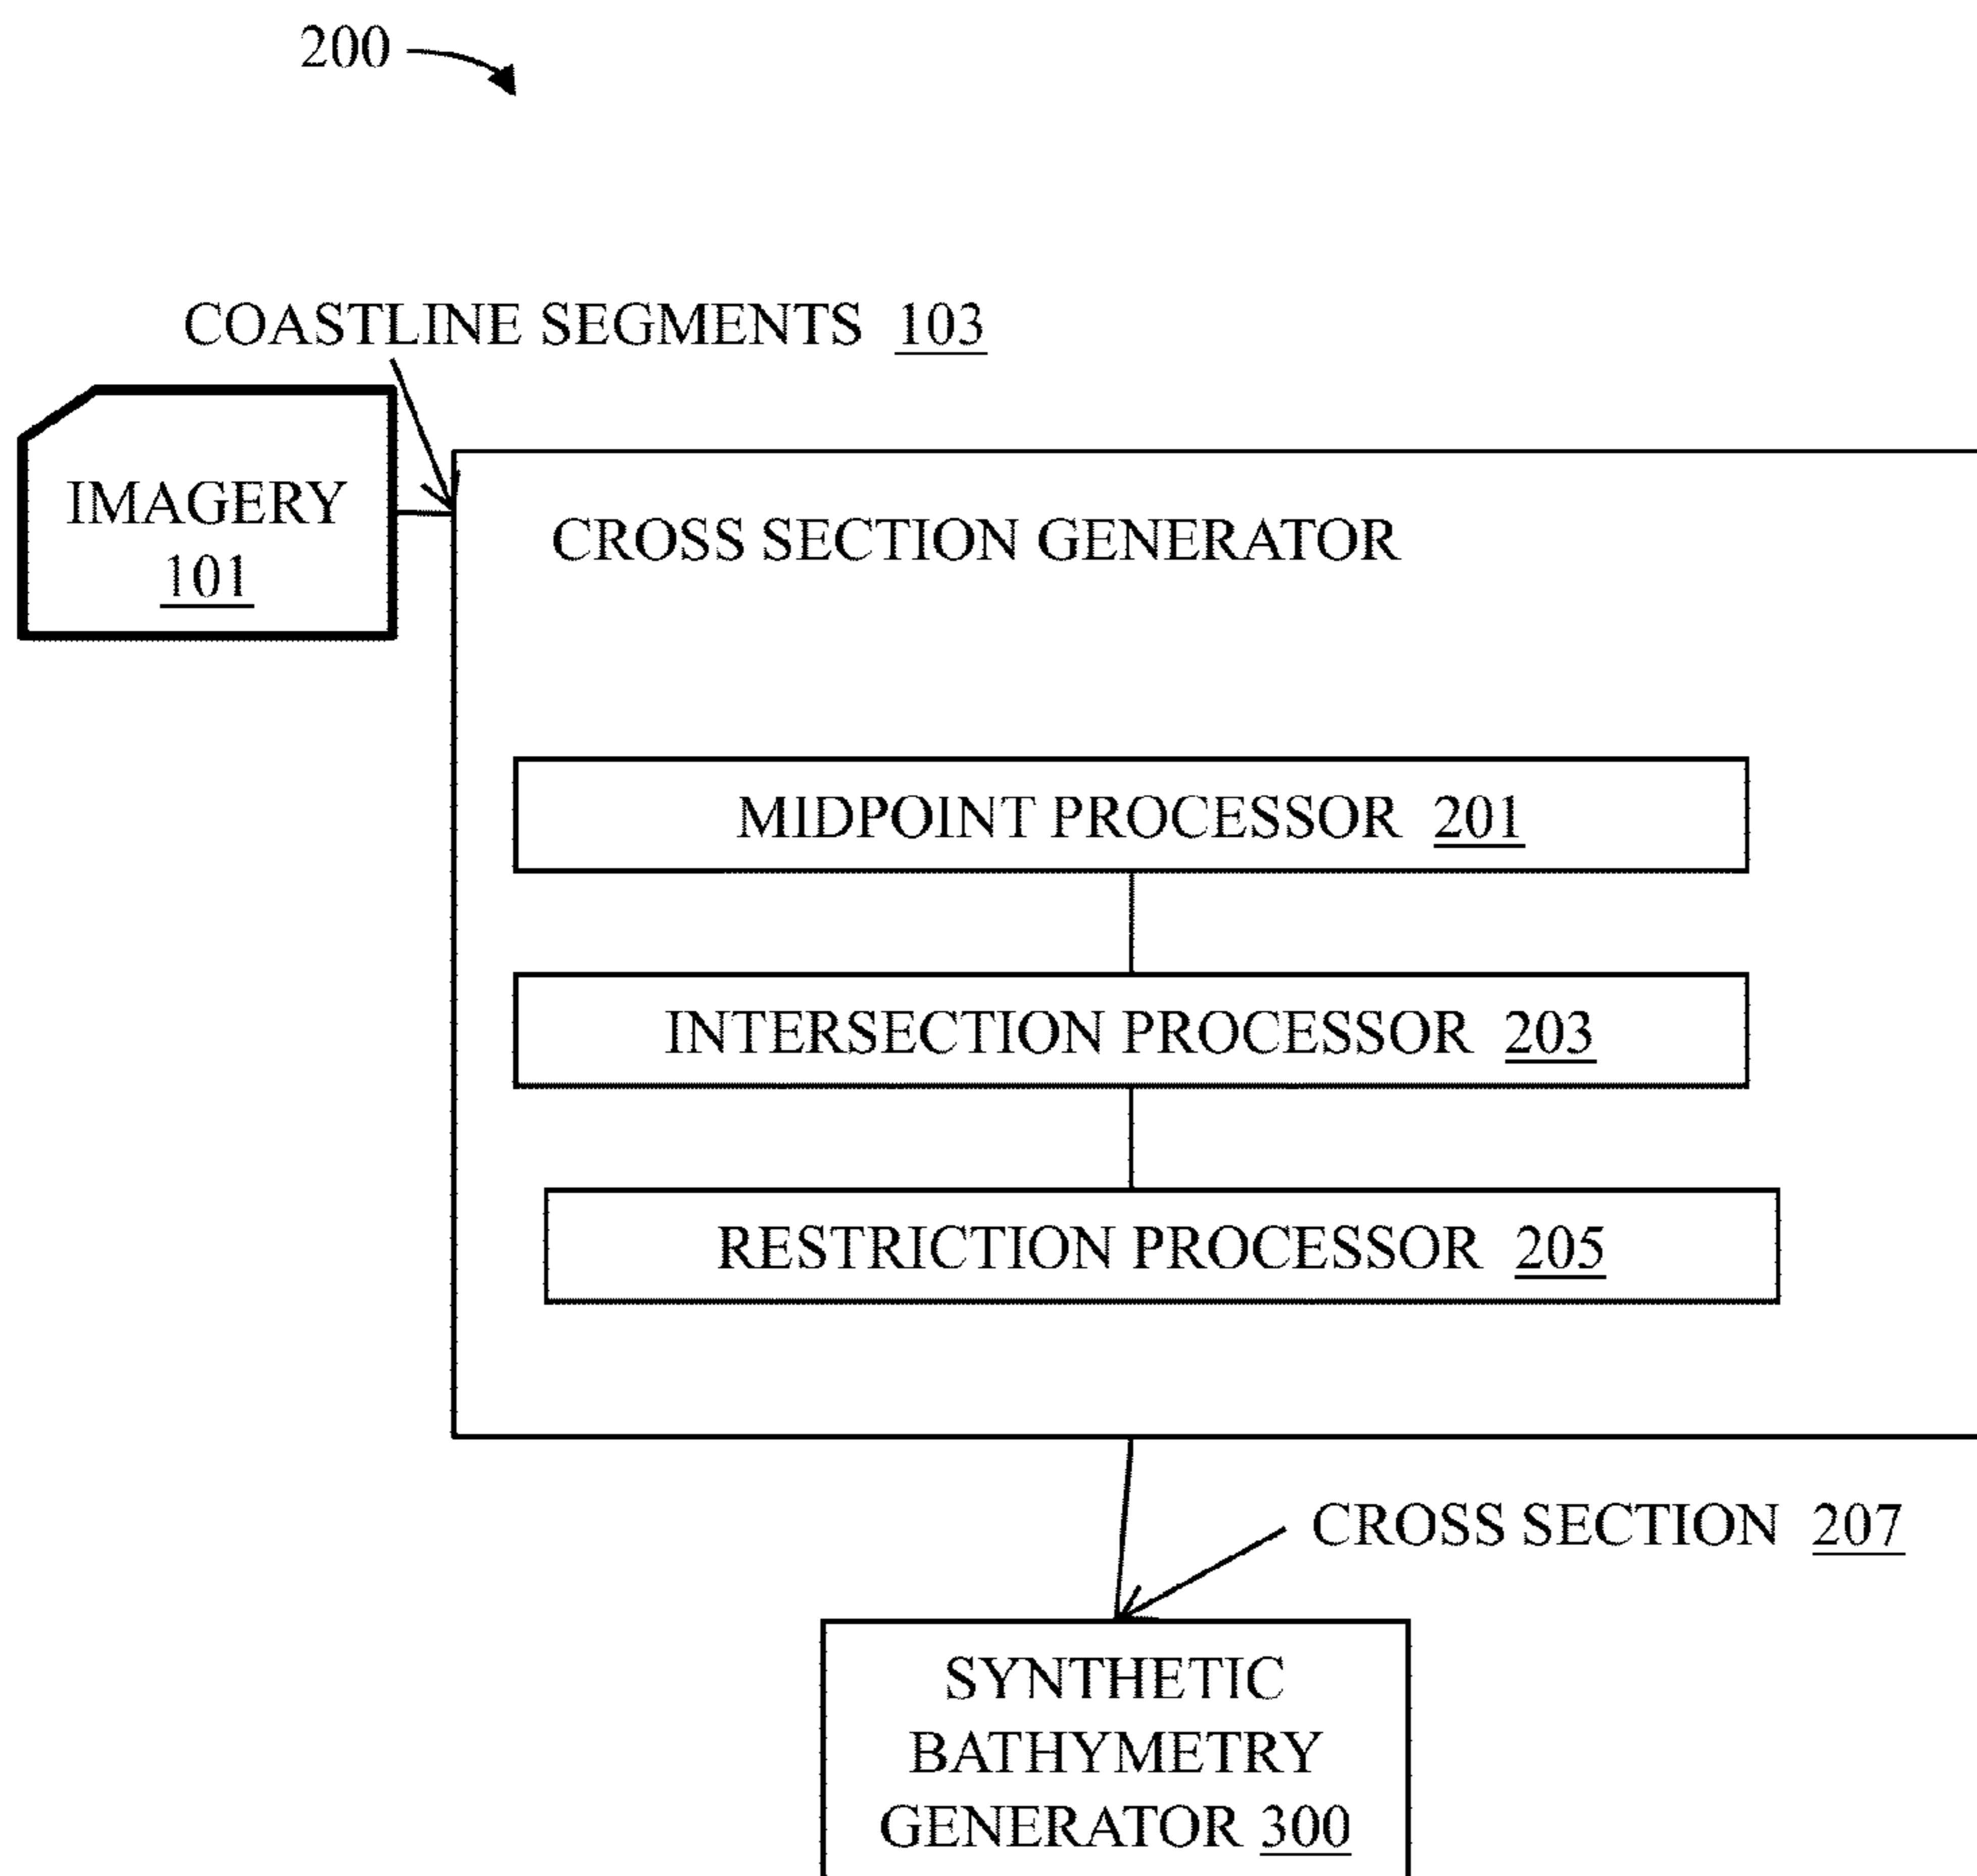 200
COASTLINE SEGMENTS 103
IMAGERY
101
CROSS SECTION GENERATOR
MIDPOINT PROCESSOR 201
INTERSECTION PROCESSOR 203
RESTRICTION PROCESSOR 205
CROSS SECTION 207
SYNTHETIC
BATHYMETRY
GENERATOR 300